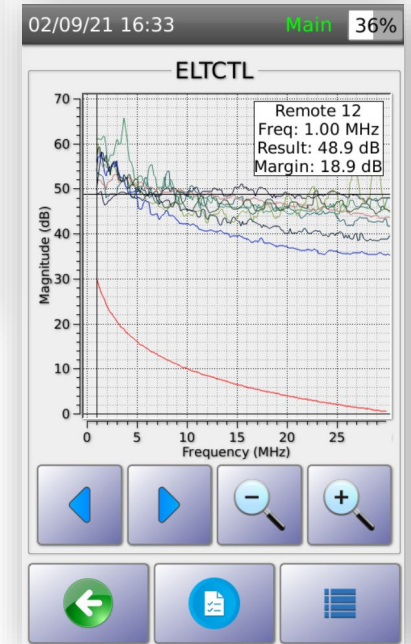 02/09/21 16:33 Main 36%
ELTCTL
Remote 12
Freq: 1.00 MHz
Result: 48.9 dB
Margin: 18.9 dB
Magnitude (dB)
70
60
50
40
30
20
10
0
0 5 10 15 20 25
Frequency (MHz)